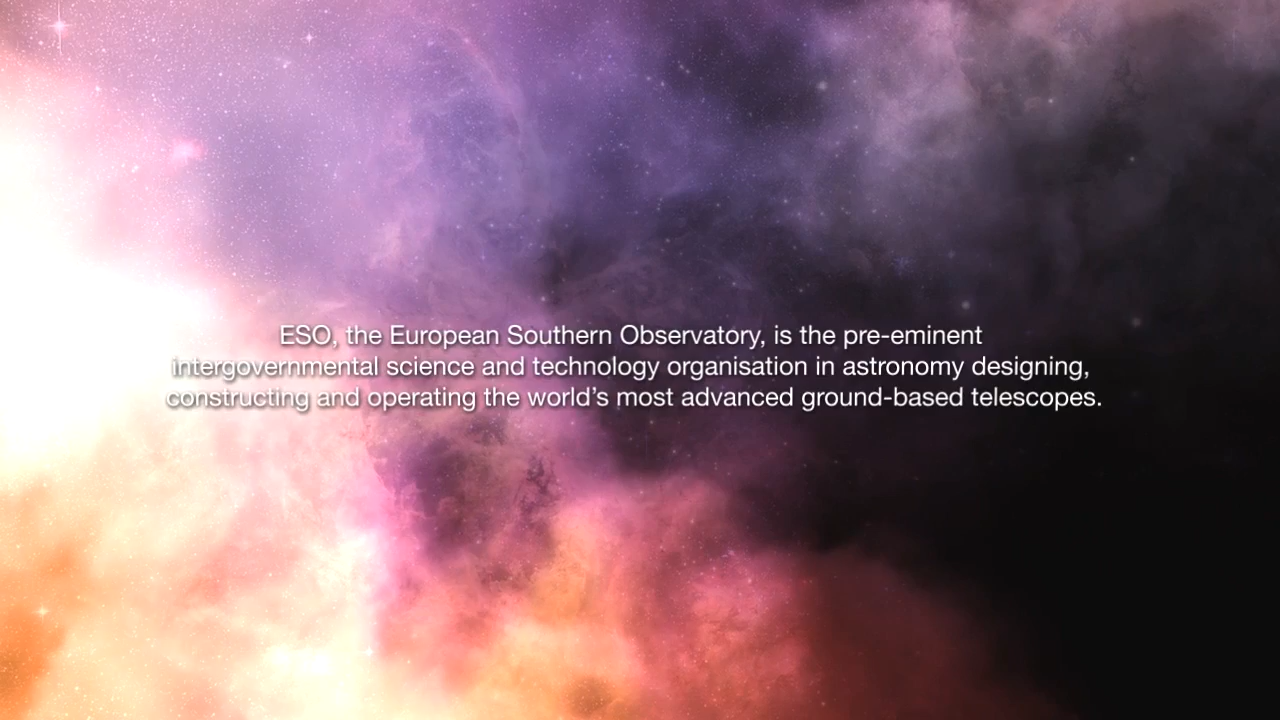 ESO, the European Southern Observatory, is the pre-eminent
intergovernmental science and technology organisation in astronomy designing,
constructing and operating the world’s most advanced ground-based telescopes.